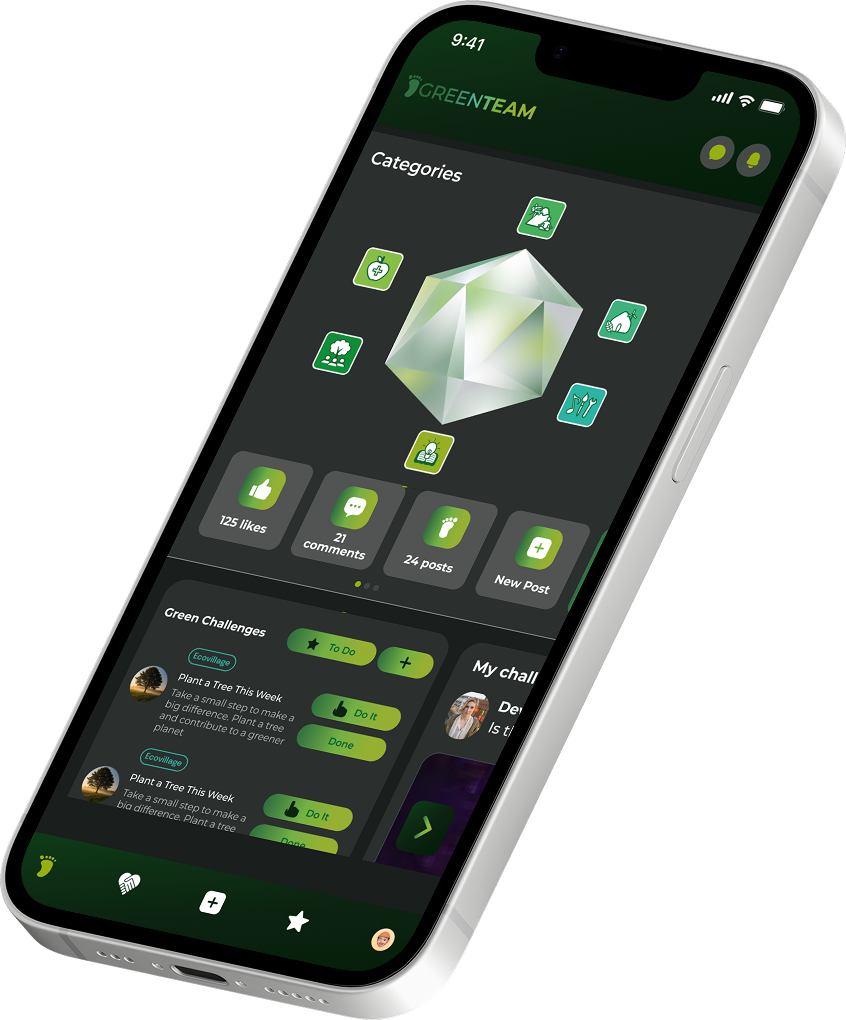 9:41
GREENTEAM
Categories
125 likes
21
comments
24 posts
New Post
Green Challenges
To Do
Ecovillage
Plant a Tree This Week
Take a small step to make a
big difference. Plant a tree
and contribute to a greener
planet
Do It
Done
Ecovillage
Plant a Tree This Week
Take a small step to make a
big difference. Plant a tree
Do It
Done
My chall
De
Is t